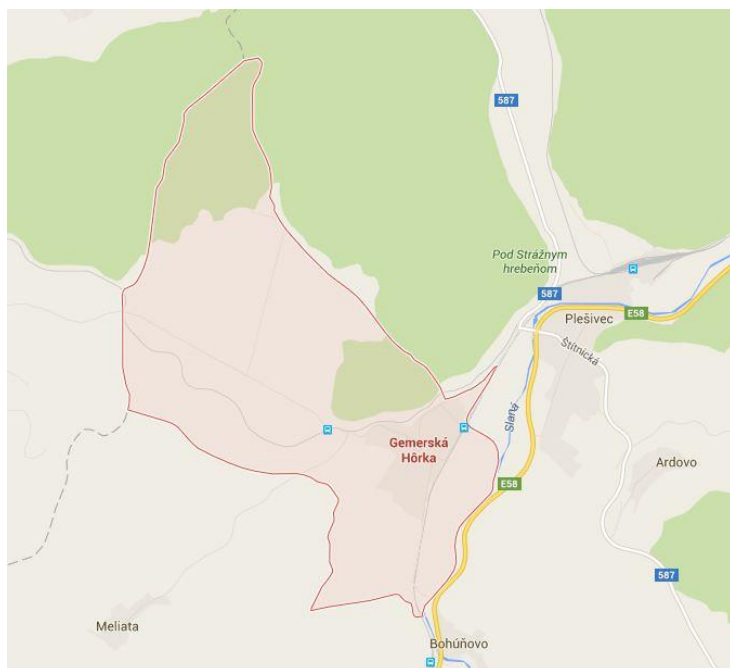 587
Pod Strážnym
hrebeňom
587
Plešivec
E58
Štítnická
Slaná
Gemerská
Hôrka
Ardovo
E58
587
Meliata
Bohúňovo